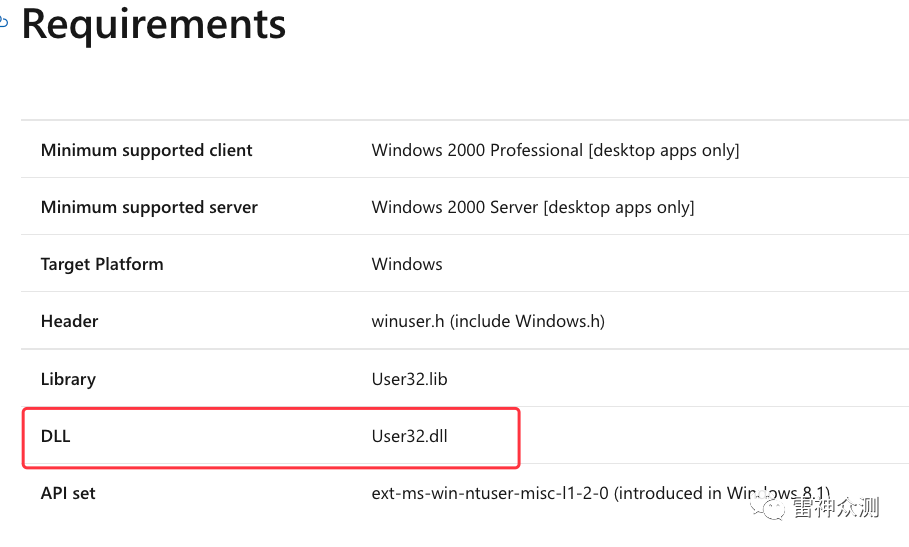 Requirements
Minimum supported client Windows 2000 Professional [desktop apps only]
Minimum supported server Windows 2000 Server [desktop apps only]
Target Platform Windows
Header winuser.h (include Windows.h)
Library User32.lib
DLL User32.dll
API set ext-ms-win-ntuser-misc-l1-2-0 (introduced in Windows 8.1)
雷神众测